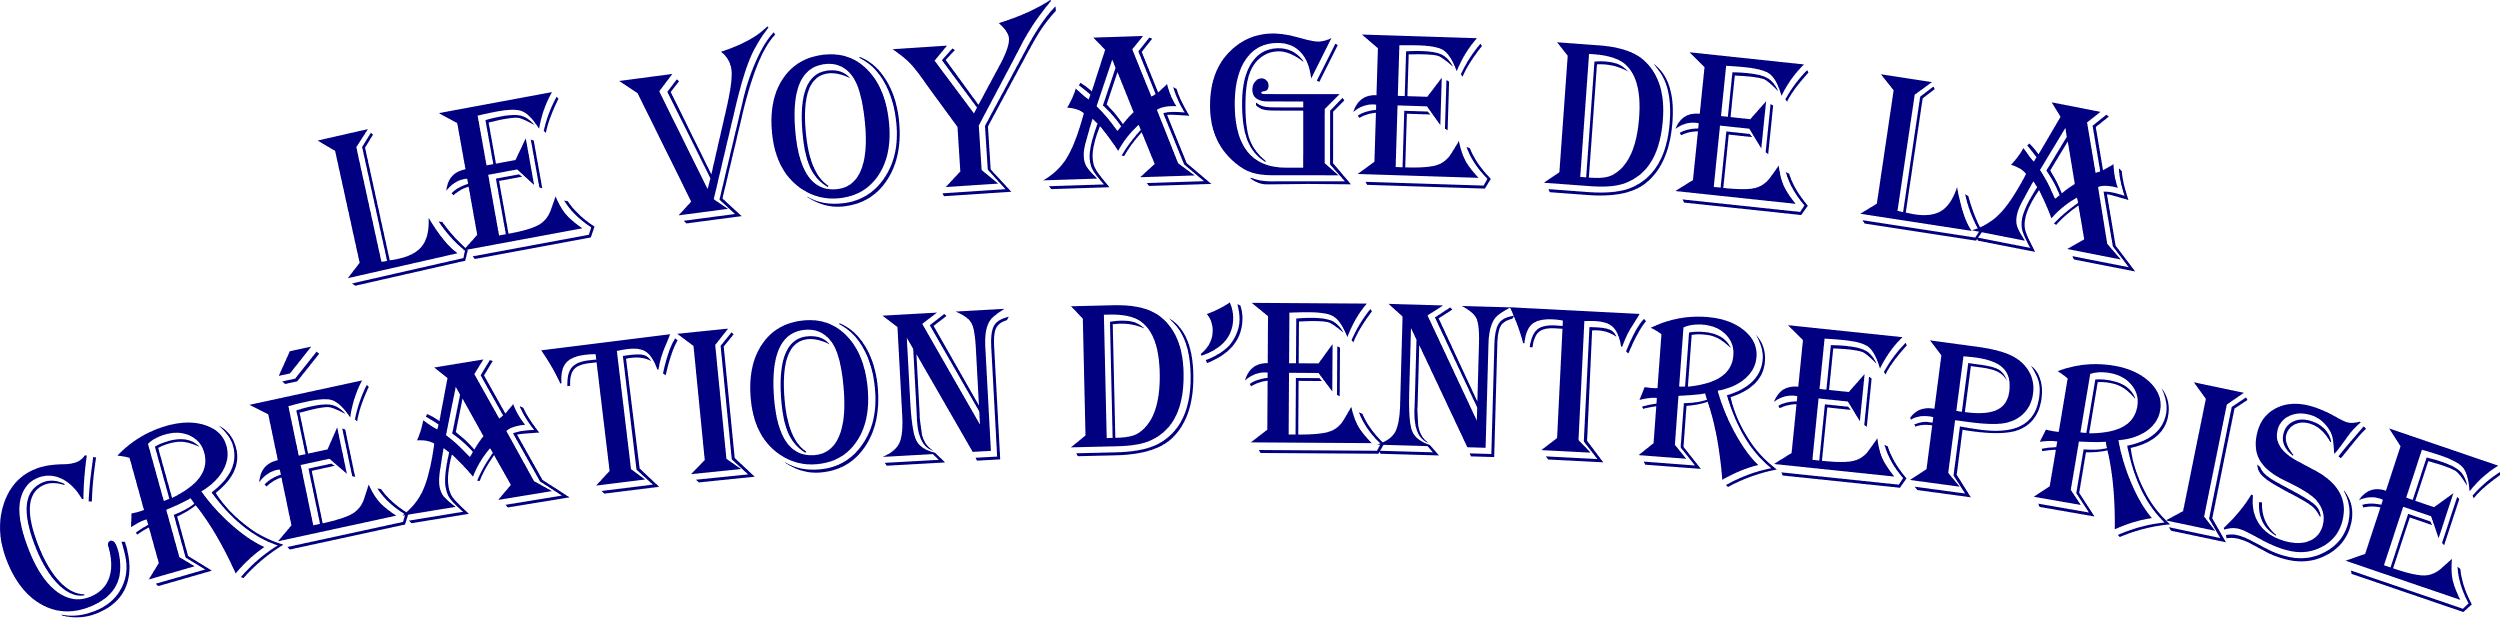 LE VOYAGE DE LA
CRÉATION D'ENTREPRISE